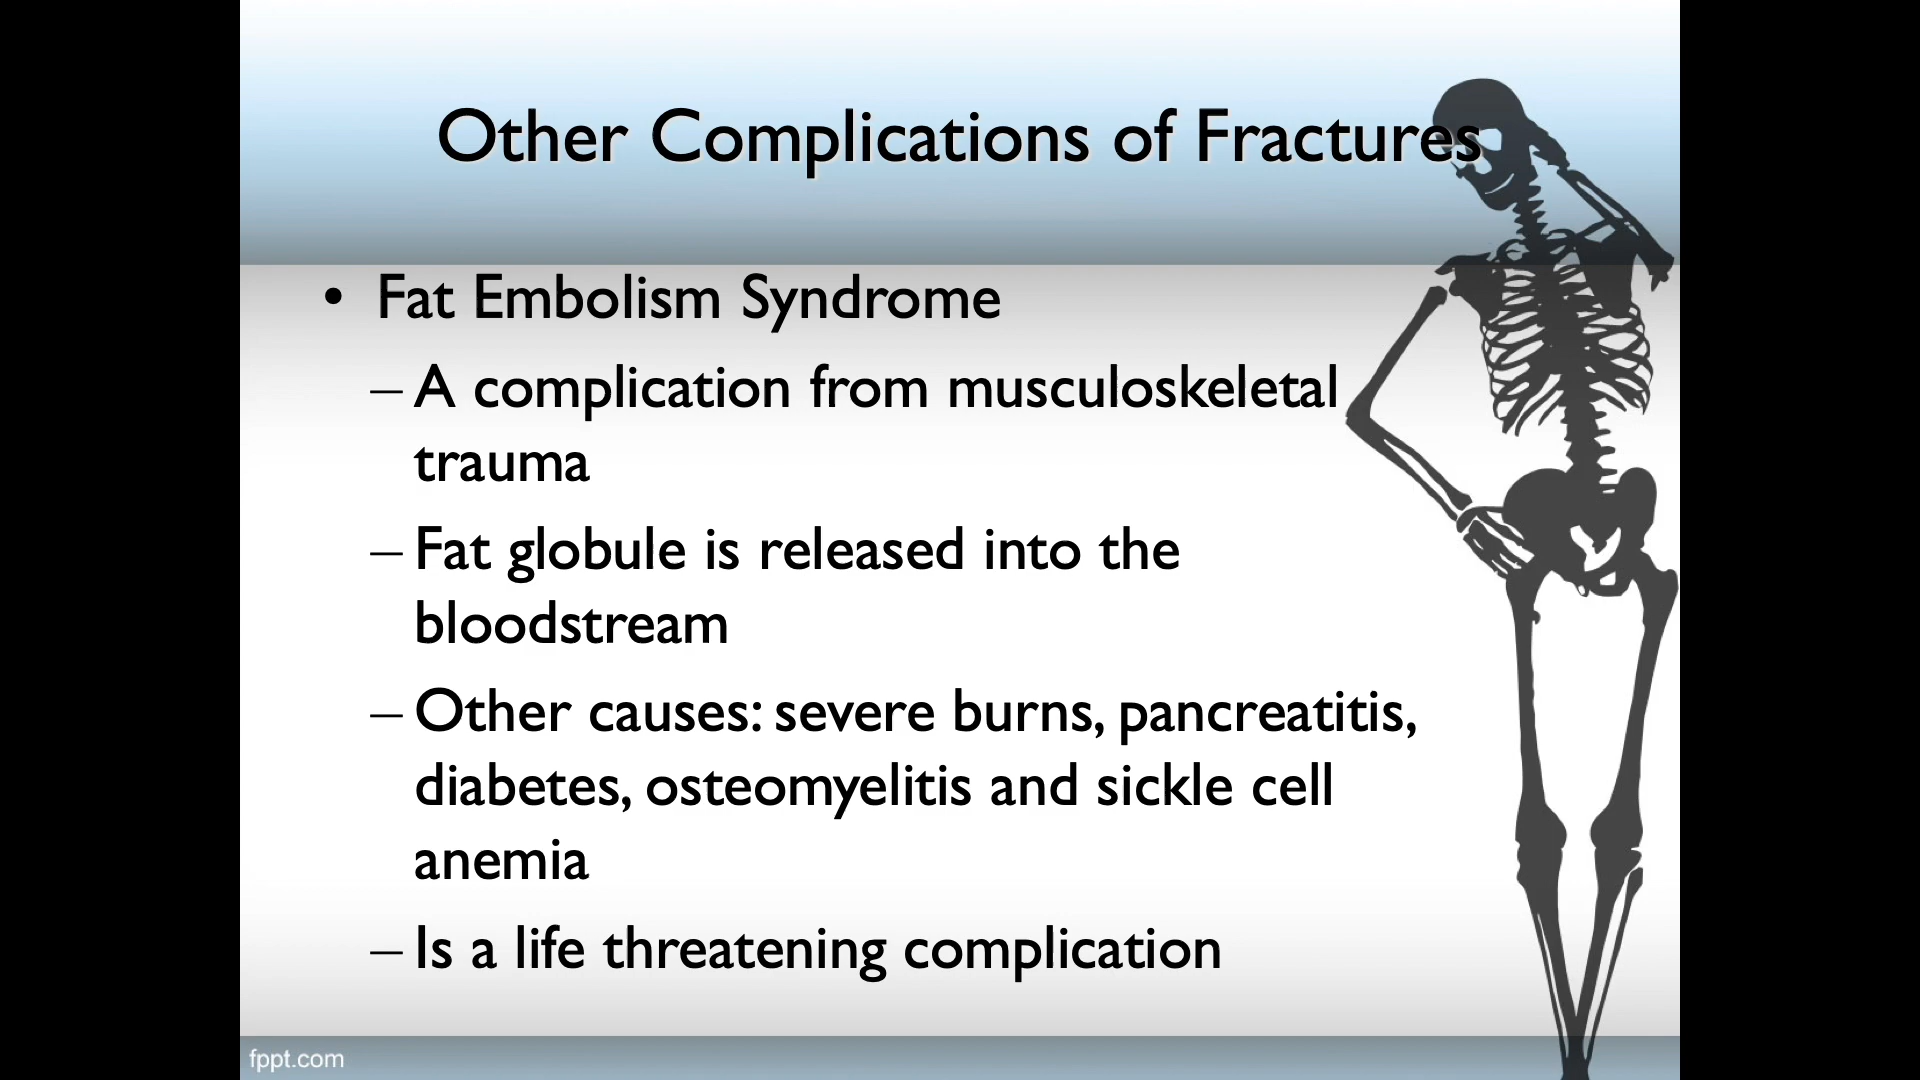 Other Complications of Fractures
• Fat Embolism Syndrome
– A complication from musculoskeletal
trauma
– Fat globule is released into the
bloodstream
– Other causes: severe burns, pancreatitis,
diabetes, osteomyelitis and sickle cell
anemia
– Is a life threatening complication
fppt.com